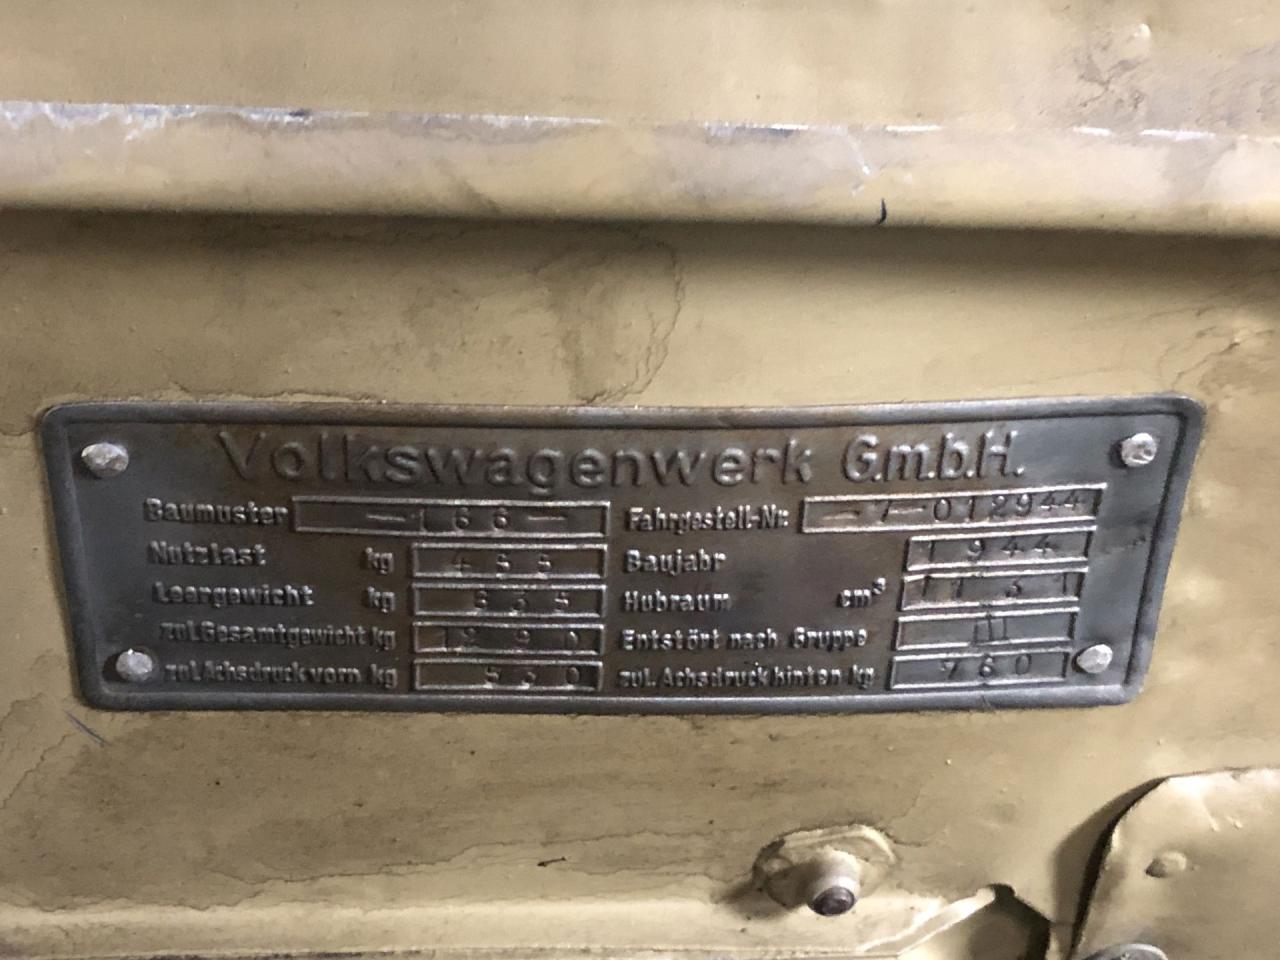 Volkswagenwerk G.m.b.H.
Baumuster — 166 — Fahrgestell-Nr: — 7 — 012944
Nutzlast kg 455 Baujahr 1944
Leergewicht kg 835 Hubraum cm³ 1131
zul. Gesamtgewicht kg 1290 Entstört nach Gruppe III
zul. Achsdruck vorn kg 530 zul. Achsdruck hinten kg 760